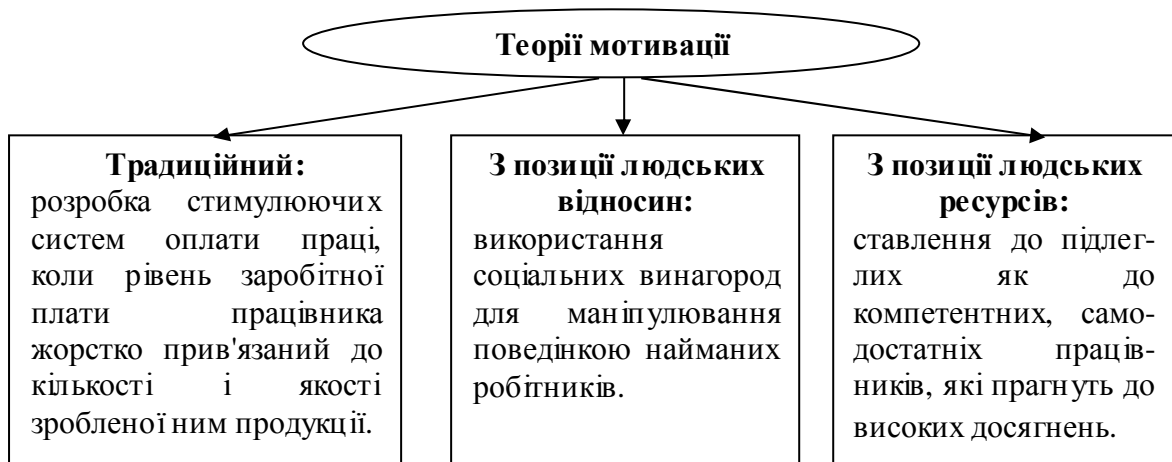 Теорії мотивації
Традиційний:
розробка стимулюючих
систем оплати праці,
коли рівень заробітної
плати працівника
жорстко прив'язаний до
кількості і якості
зробленої ним продукції.
З позиції людських
відносин:
використання
соціальних винагород
для маніпулювання
поведінкою найманих
робітників.
З позиції людських
ресурсів:
ставлення до підлег-
лих як до
компетентних, само-
достатніх праців-
ників, які прагнуть до
високих досягнень.